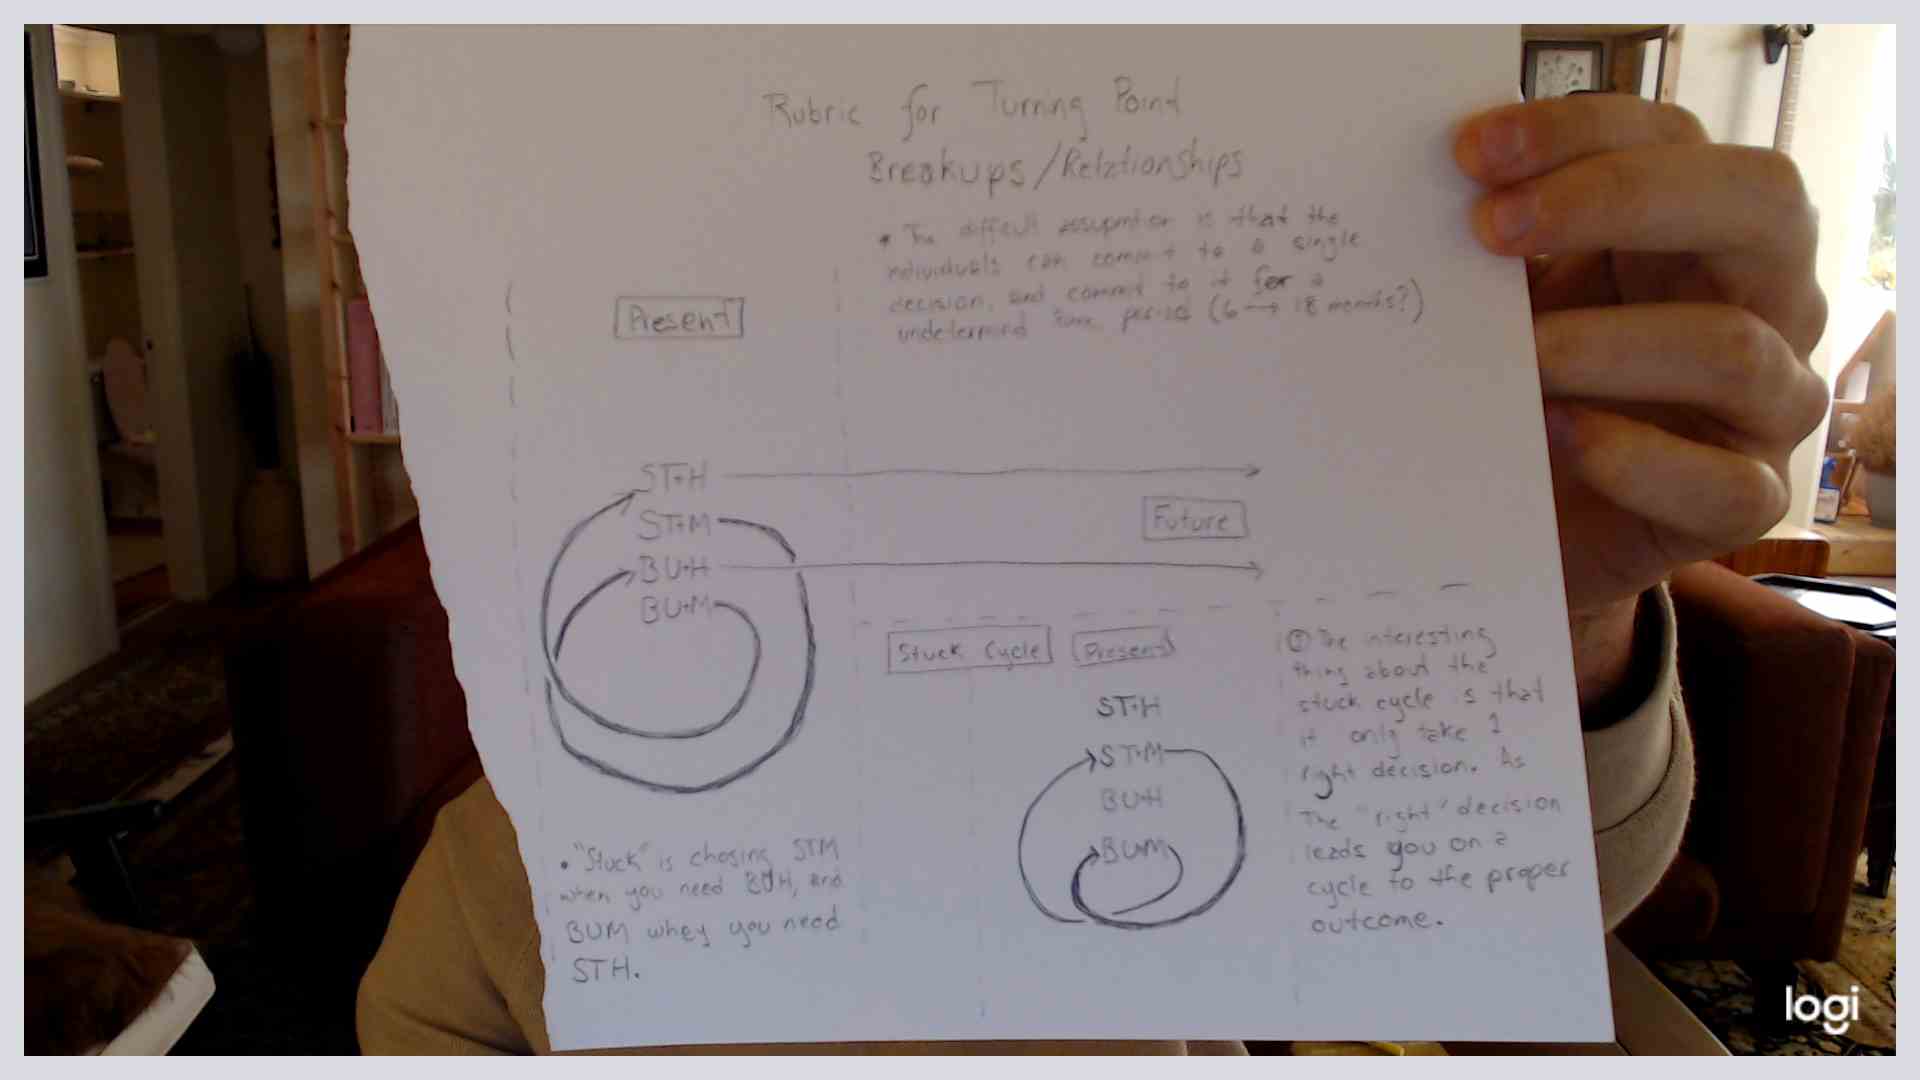 Rubric for Turning Point
Breakups/Relationships
* The difficult assupmtion is that the
individuals can commit to a single
decision, and commit to it for a
undetermind time period (6 → 18 months?)
Present
ST+H
ST+M
BU+H
BU+M
Future
Stuck Cycle
Present
ST+H
ST+M
BU+H
BUM
• "Stuck" is chosing STM
when you need BUH, and
BUM whey you need
STH.
The interesting
thing about the
stuck cycle is that
it only take 1
right decision. As
The "right" decision
leads you on a
cycle to the proper
outcome.
logi